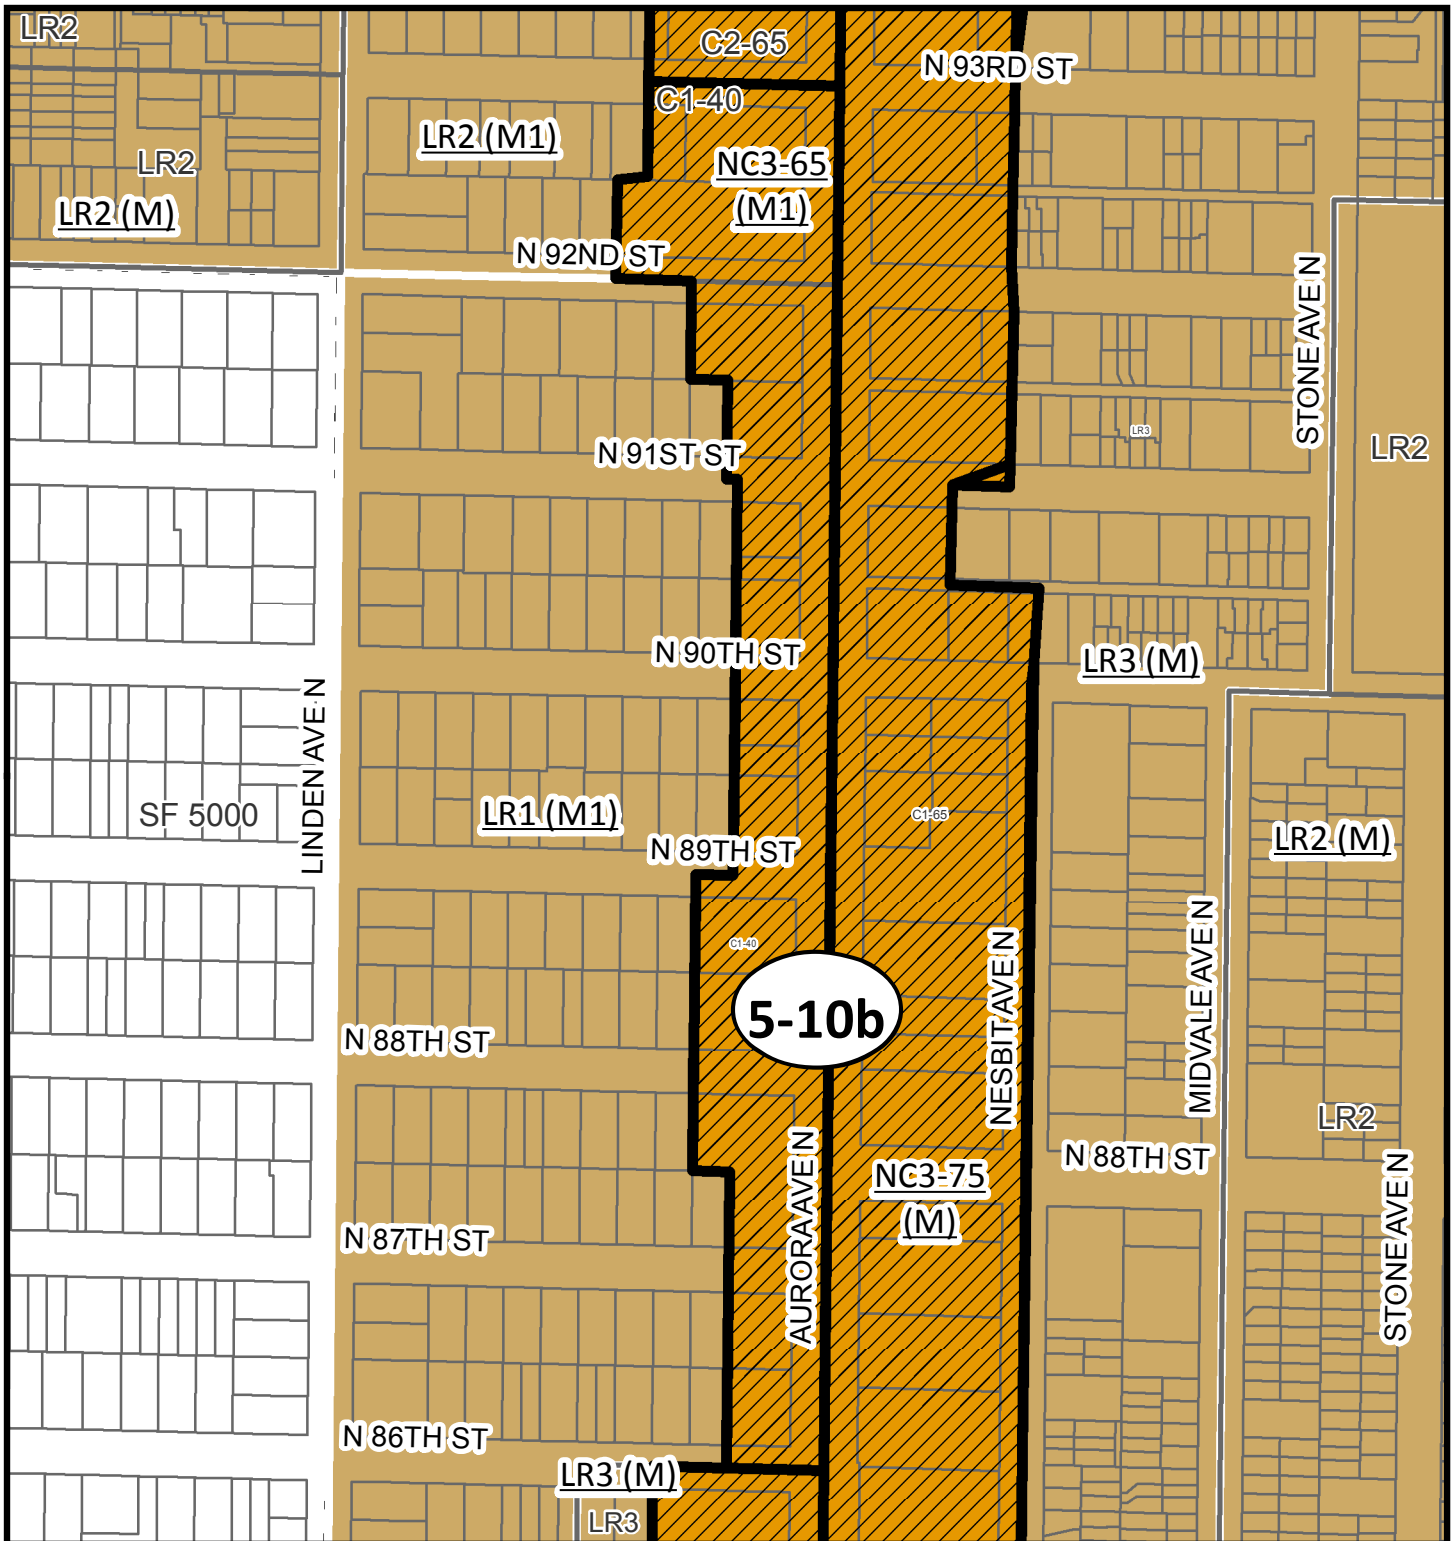 LR2
C2-65
N 93RD ST
C1-40
LR2 (M1)
LR2
NC3-65
(M1)
LR2 (M)
N 92ND ST
STONE AVE N
LR3
LR2
N 91ST ST
N 90TH ST
LR3 (M)
LINDEN AVE N
SF 5000
LR1 (M1)
C1-65
N 89TH ST
LR2 (M)
C1-40
5-10b
NESBIT AVE N
MIDVALE AVE N
N 88TH ST
LR2
AURORA AVE N
N 88TH ST
NC3-75
(M)
STONE AVE N
N 87TH ST
N 86TH ST
LR3 (M)
LR3